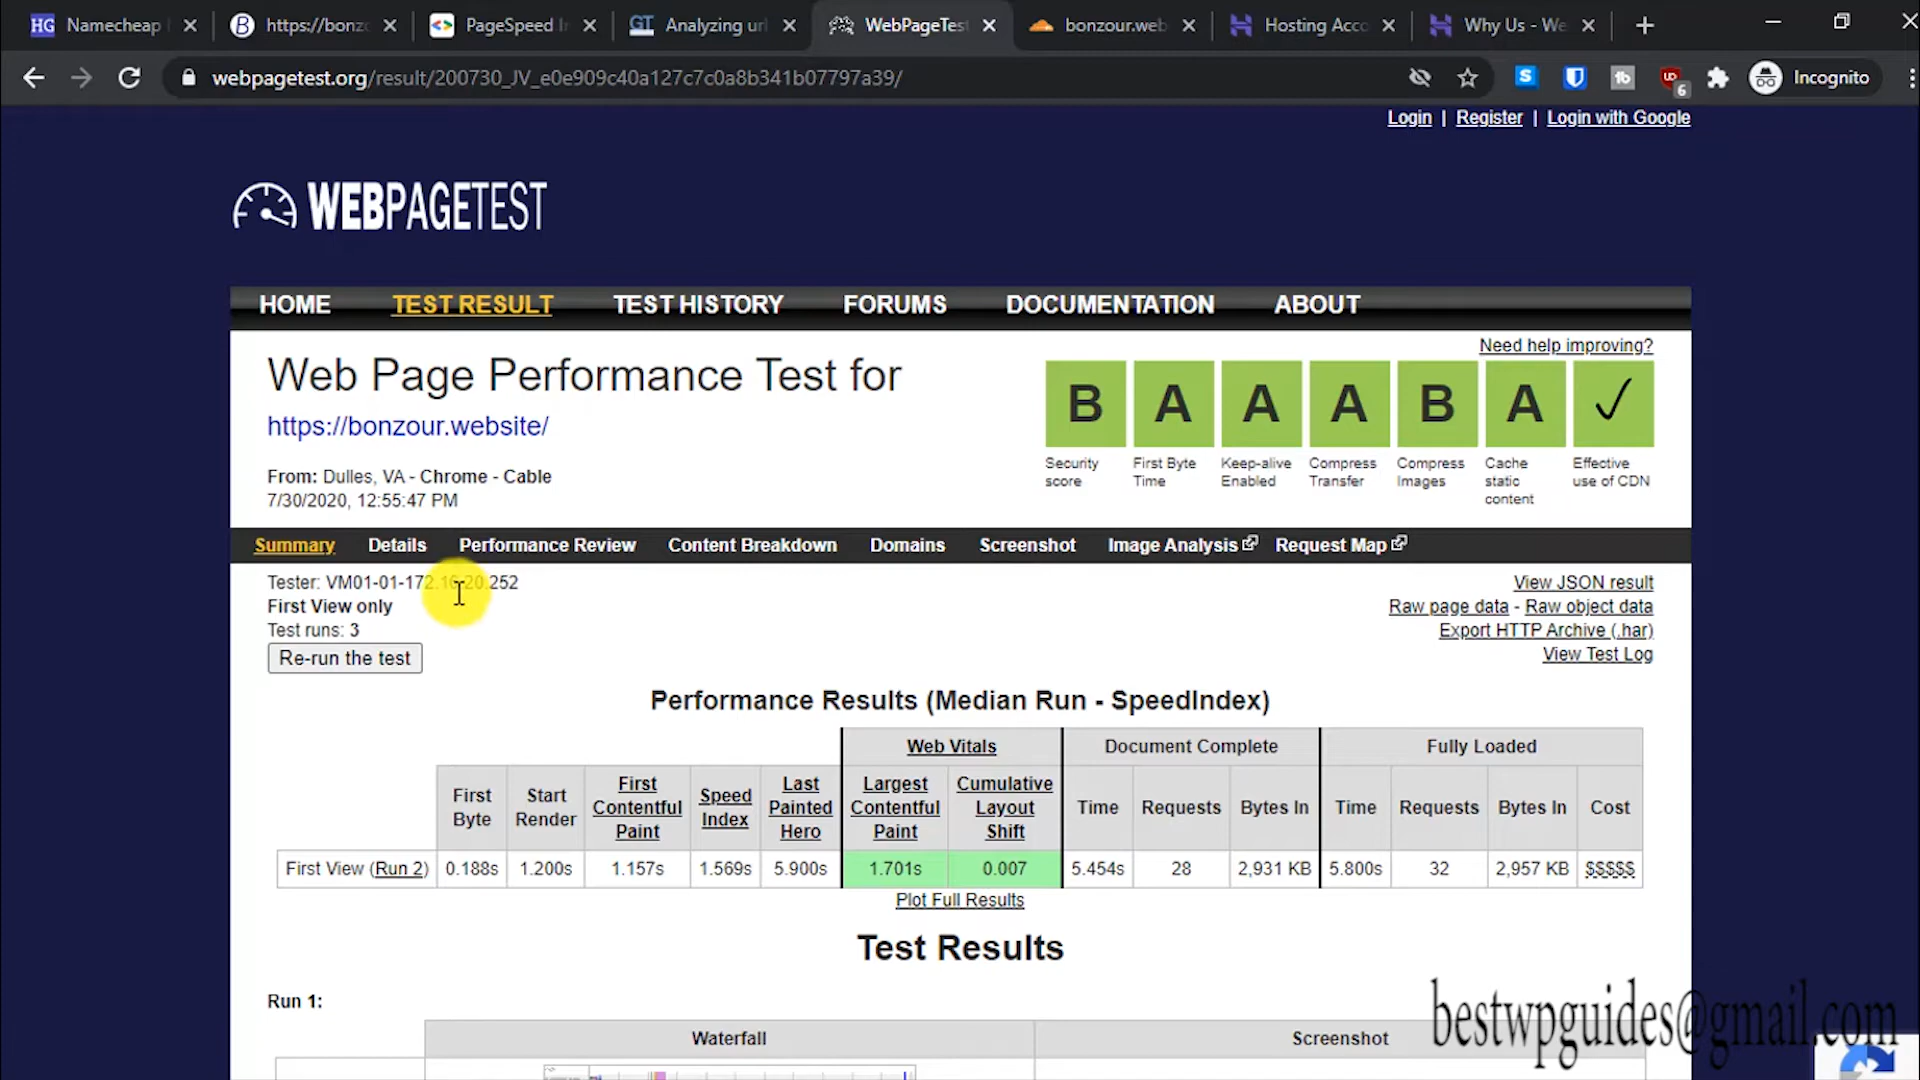 HG Namecheap
B https://bonzo
PageSpeed In
GT Analyzing url
WebPageTest
bonzour.web
Hosting Acco
Why Us - We
webpagetest.org/result/200730_JV_e0e909c40a127c7c0a8b341b07797a39/
S
tb
UD
6
Incognito
Login | Register | Login with Google
WEBPAGETEST
HOME TEST RESULT TEST HISTORY FORUMS DOCUMENTATION ABOUT
Need help improving?
Web Page Performance Test for
https://bonzour.website/
From: Dulles, VA - Chrome - Cable
7/30/2020, 12:55:47 PM
B A A A B A ✓
Security score
First Byte Time
Keep-alive Enabled
Compress Transfer
Compress Images
Cache static content
Effective use of CDN
Summary Details Performance Review Content Breakdown Domains Screenshot Image Analysis Request Map
Tester: VM01-01-172.16.20.252
First View only
Test runs: 3
Re-run the test
View JSON result
Raw page data - Raw object data
Export HTTP Archive (.har)
View Test Log
Performance Results (Median Run - SpeedIndex)
Web Vitals Document Complete Fully Loaded
First Byte
Start Render
First Contentful Paint
Speed Index
Last Painted Hero
Largest Contentful Paint
Cumulative Layout Shift
Time Requests Bytes In Time Requests Bytes In Cost
First View (Run 2) 0.188s 1.200s 1.157s 1.569s 5.900s 1.701s 0.007 5.454s 28 2,931 KB 5.800s 32 2,957 KB $$$$$
Plot Full Results
Test Results
Run 1:
Waterfall Screenshot
bestwpguides@gmail.com